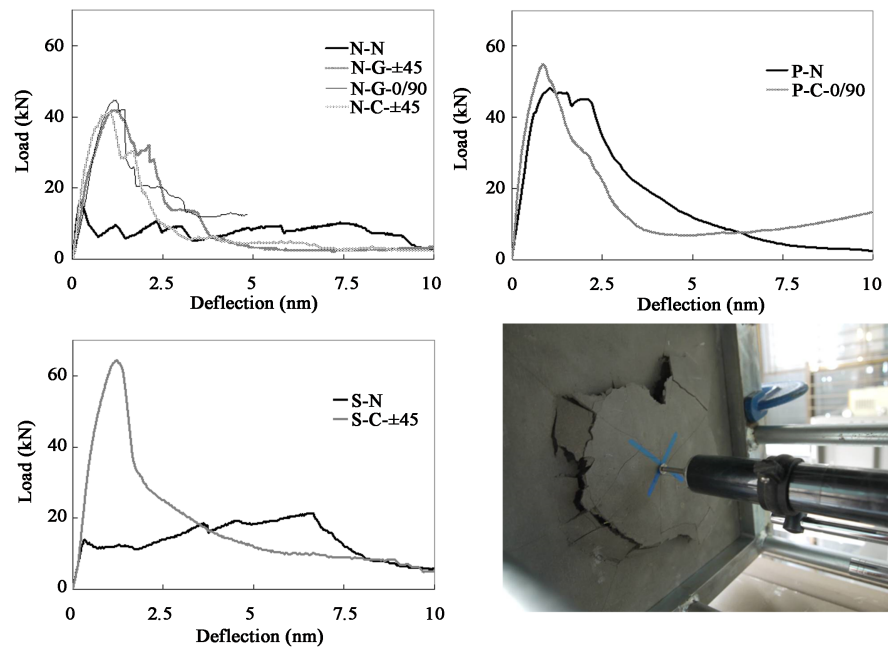 60
40
20
0
Load (kN)
N-N
N-G-±45
N-G-0/90
N-C-±45
0 2.5 5 7.5 10
Deflection (nm)
60
40
20
0
Load (kN)
P-N
P-C-0/90
0 2.5 5 7.5 10
Deflection (nm)
60
40
20
0
Load (kN)
S-N
S-C-±45
0 2.5 5 7.5 10
Deflection (nm)